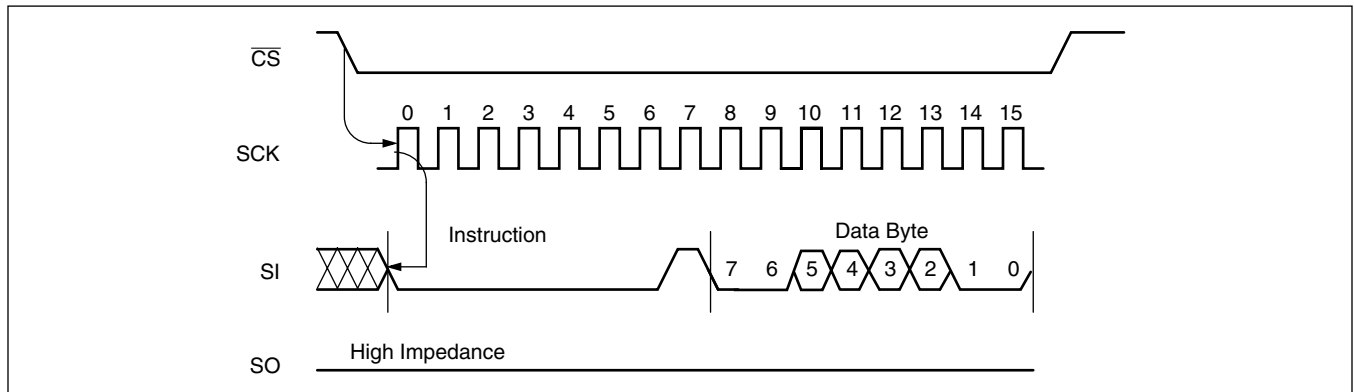 CS
0 1 2 3 4 5 6 7 8 9 10 11 12 13 14 15
SCK
Instruction
Data Byte
SI
7 6 5 4 3 2 1 0
High Impedance
SO